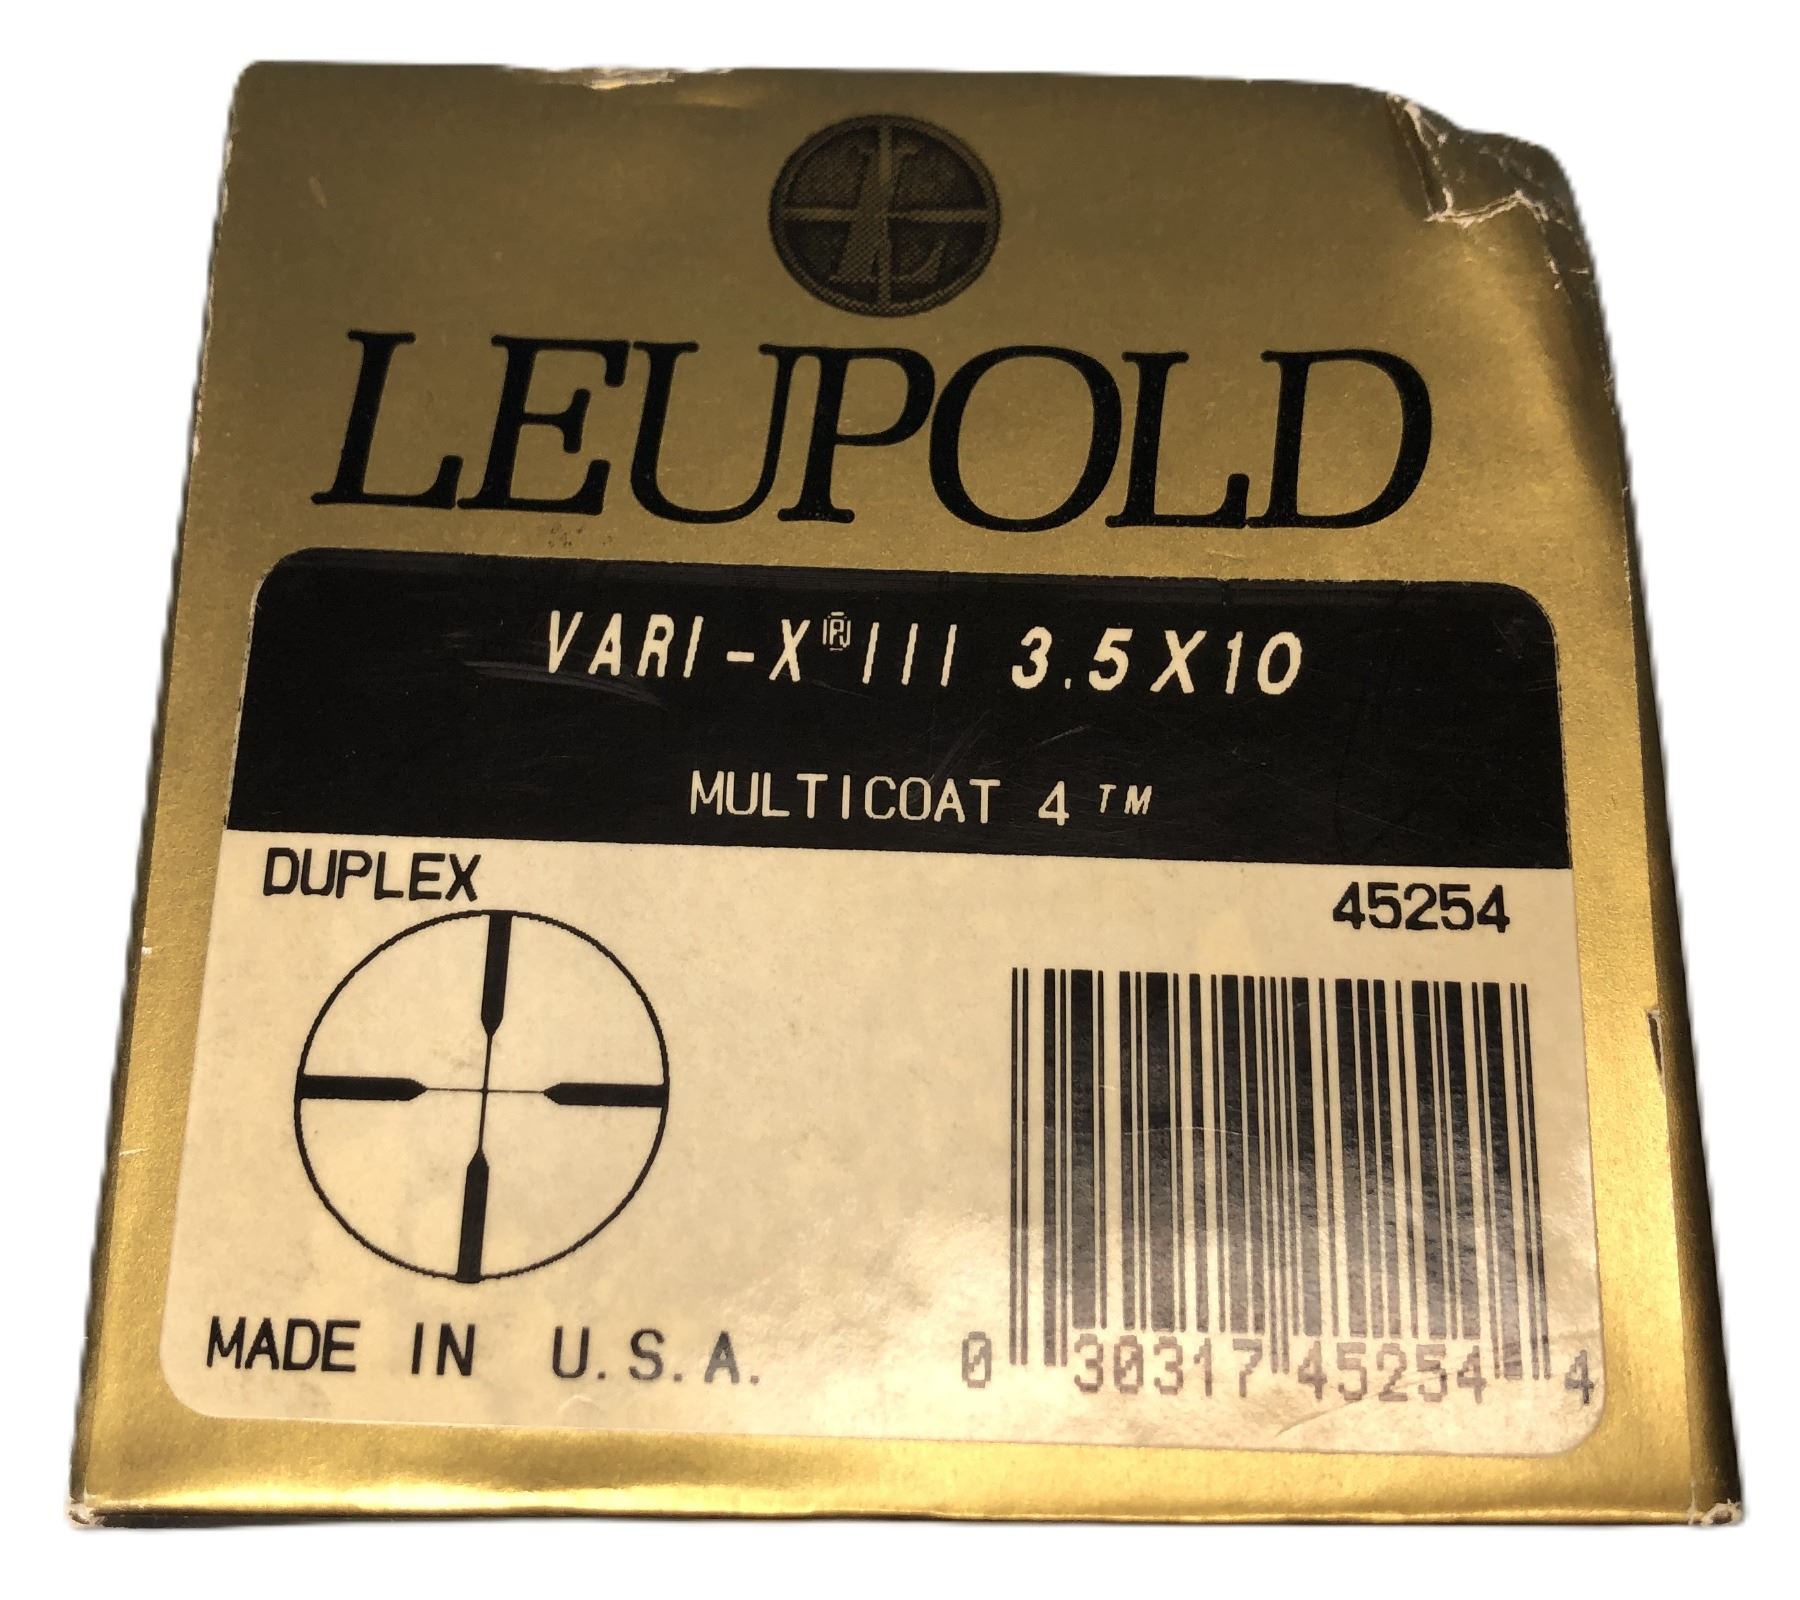 LEUPOLD
VARI-X® III 3.5X10
MULTICOAT 4™
DUPLEX
45254
MADE IN U.S.A.
0 30317 45254 4